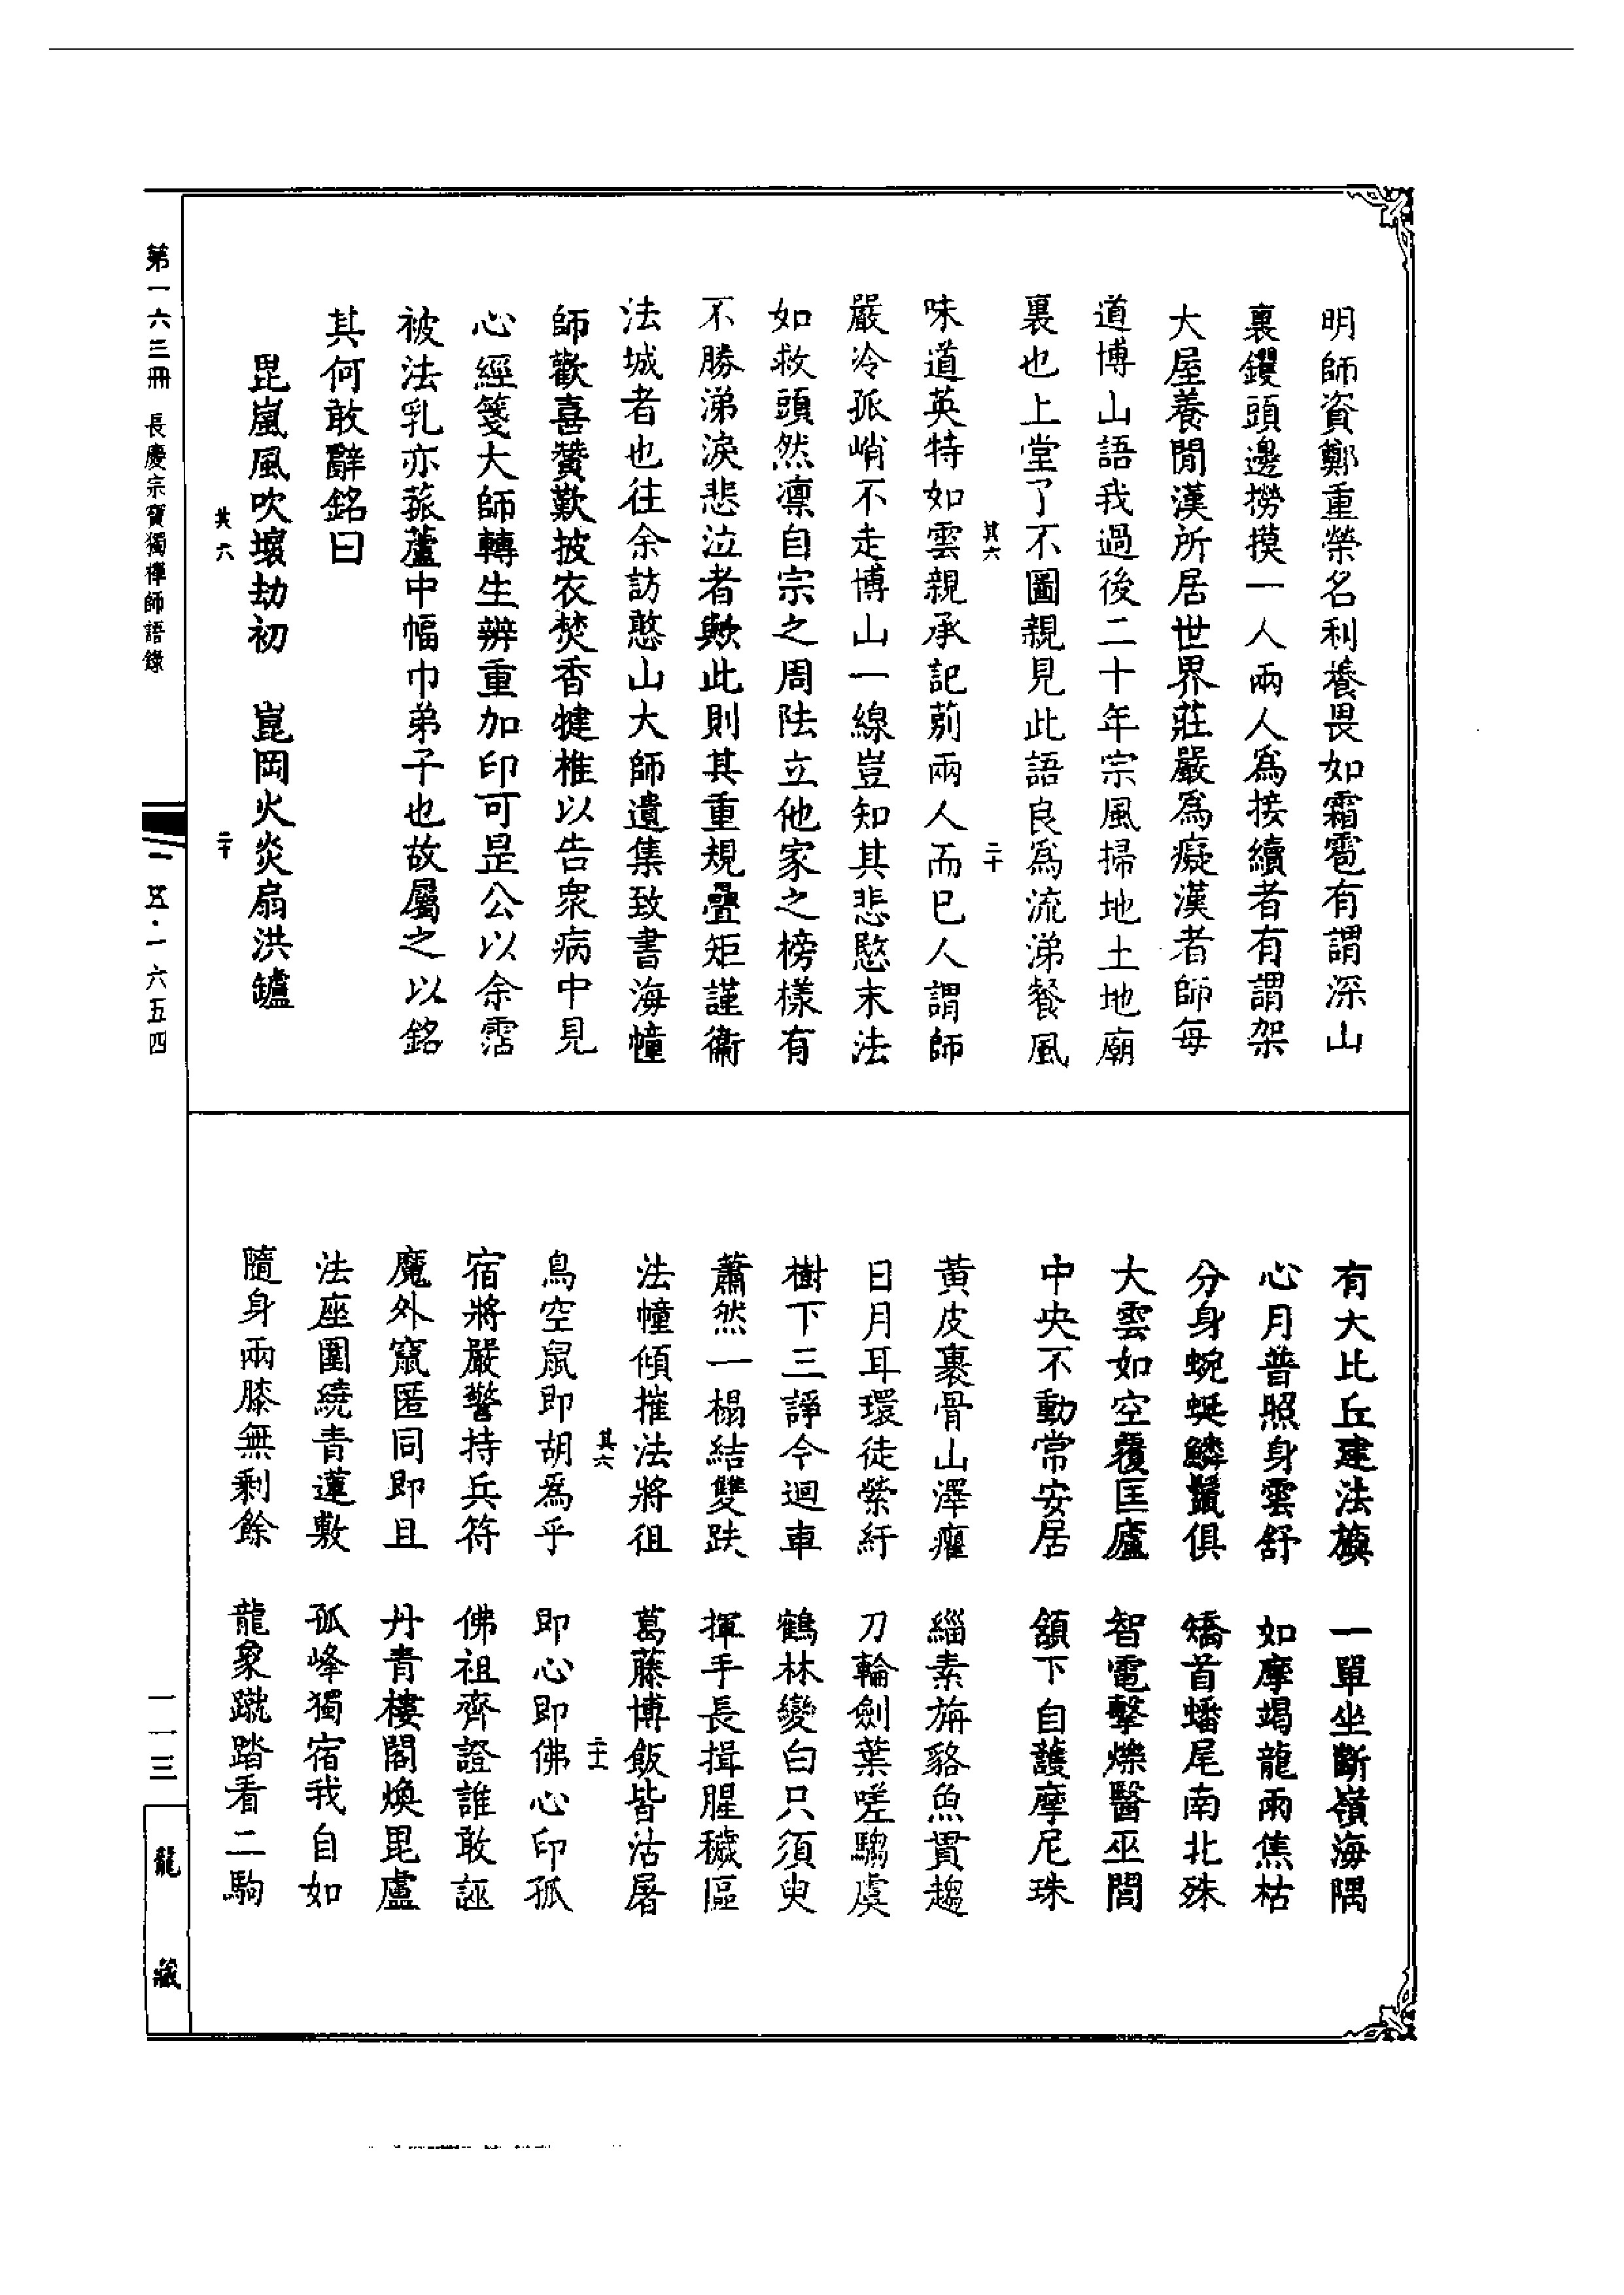 明師資鄭重榮名利養畏如霜雹有謂深山
裏钁頭邊撈摸一人兩人爲接續者有謂架
大屋養閒漢所居世界莊嚴爲癡漢者師每
道博山語我過後二十年宗風掃地土地廟
裏也上堂了不圖親見此語良爲流涕餐風
其六 二十
味道英特如雲親承記莂兩人而已人謂師
嚴冷孤峭不走博山一線豈知其悲愍末法
如救頭然凛自宗之周阹立他家之榜樣有
不勝涕淚悲泣者歟此則其重規疊矩謹衞
法城者也往余訪憨山大師遺集致書海幢
師歡喜贊歎披衣焚香犍椎以告衆病中見
心經箋大師轉生辨重加印可昰公以余霑
被法乳亦菰蘆中幅巾弟子也故屬之以銘
其何敢辭銘曰
毘嵐風吹壞劫初 崑岡火炎扇洪鑪
其六 二十
有大比丘建法旟 一單坐斷嶺海隅
心月普照身雲舒 如摩竭龍雨焦枯
分身蜿蜒鱗鬣俱 矯首蟠尾南北殊
大雲如空覆匡廬 智電擊爍醫巫閭
中央不動常安居 頷下自護摩尼珠
黃皮裹骨山澤癯 緇素旃貉魚貫趨
日月耳環徒縈紆 刀輪劍葉嗟騶虞
樹下三諍今迴車 鶴林變白只須臾
蕭然一榻結雙趺 揮手長揖腥穢區
法幢傾摧法將徂 葛藤博飯皆沽屠
其六 二十一
鳥空鼠即胡爲乎 即心即佛心印孤
宿將嚴警持兵符 佛祖齊證誰敢誣
魔外竄匿同即且 丹青樓閣煥毘盧
法座圍繞青蓮敷 孤峰獨宿我自如
隨身兩膝無剩餘 龍象蹴踏看二駒
第一六三冊 長慶宗寶獨禪師語錄
一五·一六五四
一一三
龍藏